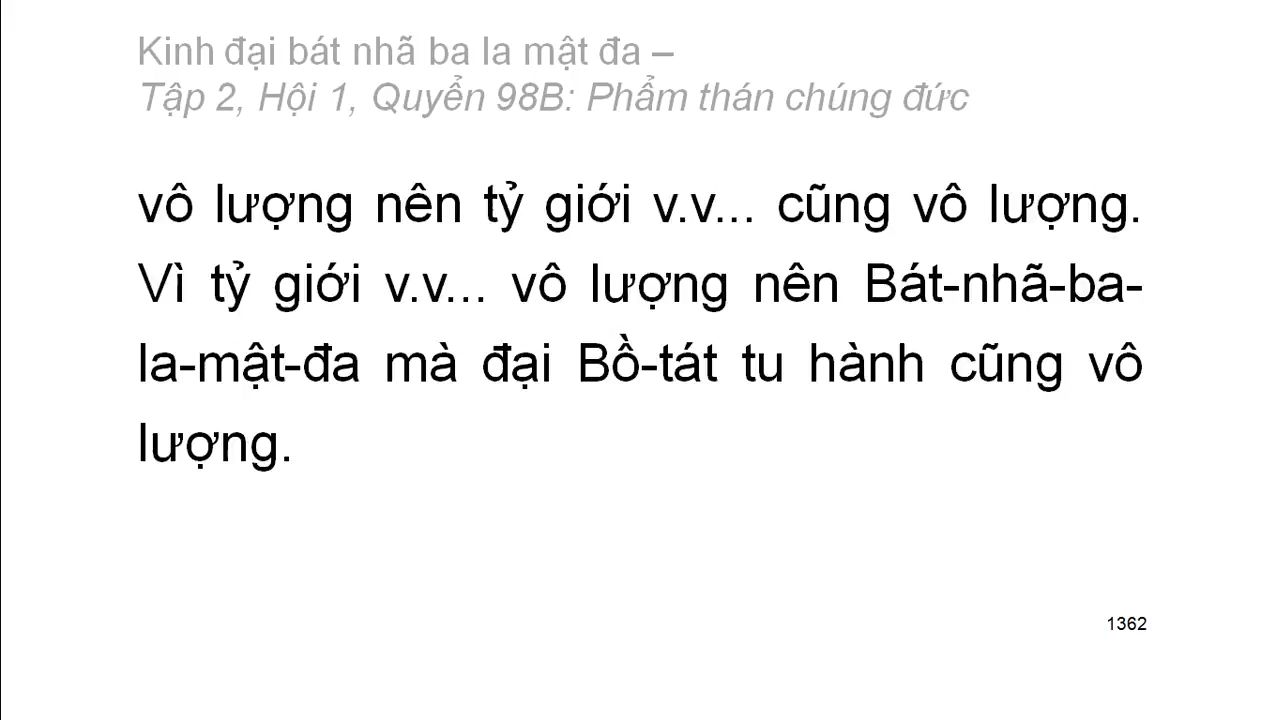 Kinh đại bát nhã ba la mật đa –
Tập 2, Hội 1, Quyển 98B: Phẩm thán chúng đức
vô lượng nên tỷ giới v.v... cũng vô lượng.
Vì tỷ giới v.v... vô lượng nên Bát-nhã-ba-
la-mật-đa mà đại Bồ-tát tu hành cũng vô
lượng.
1362